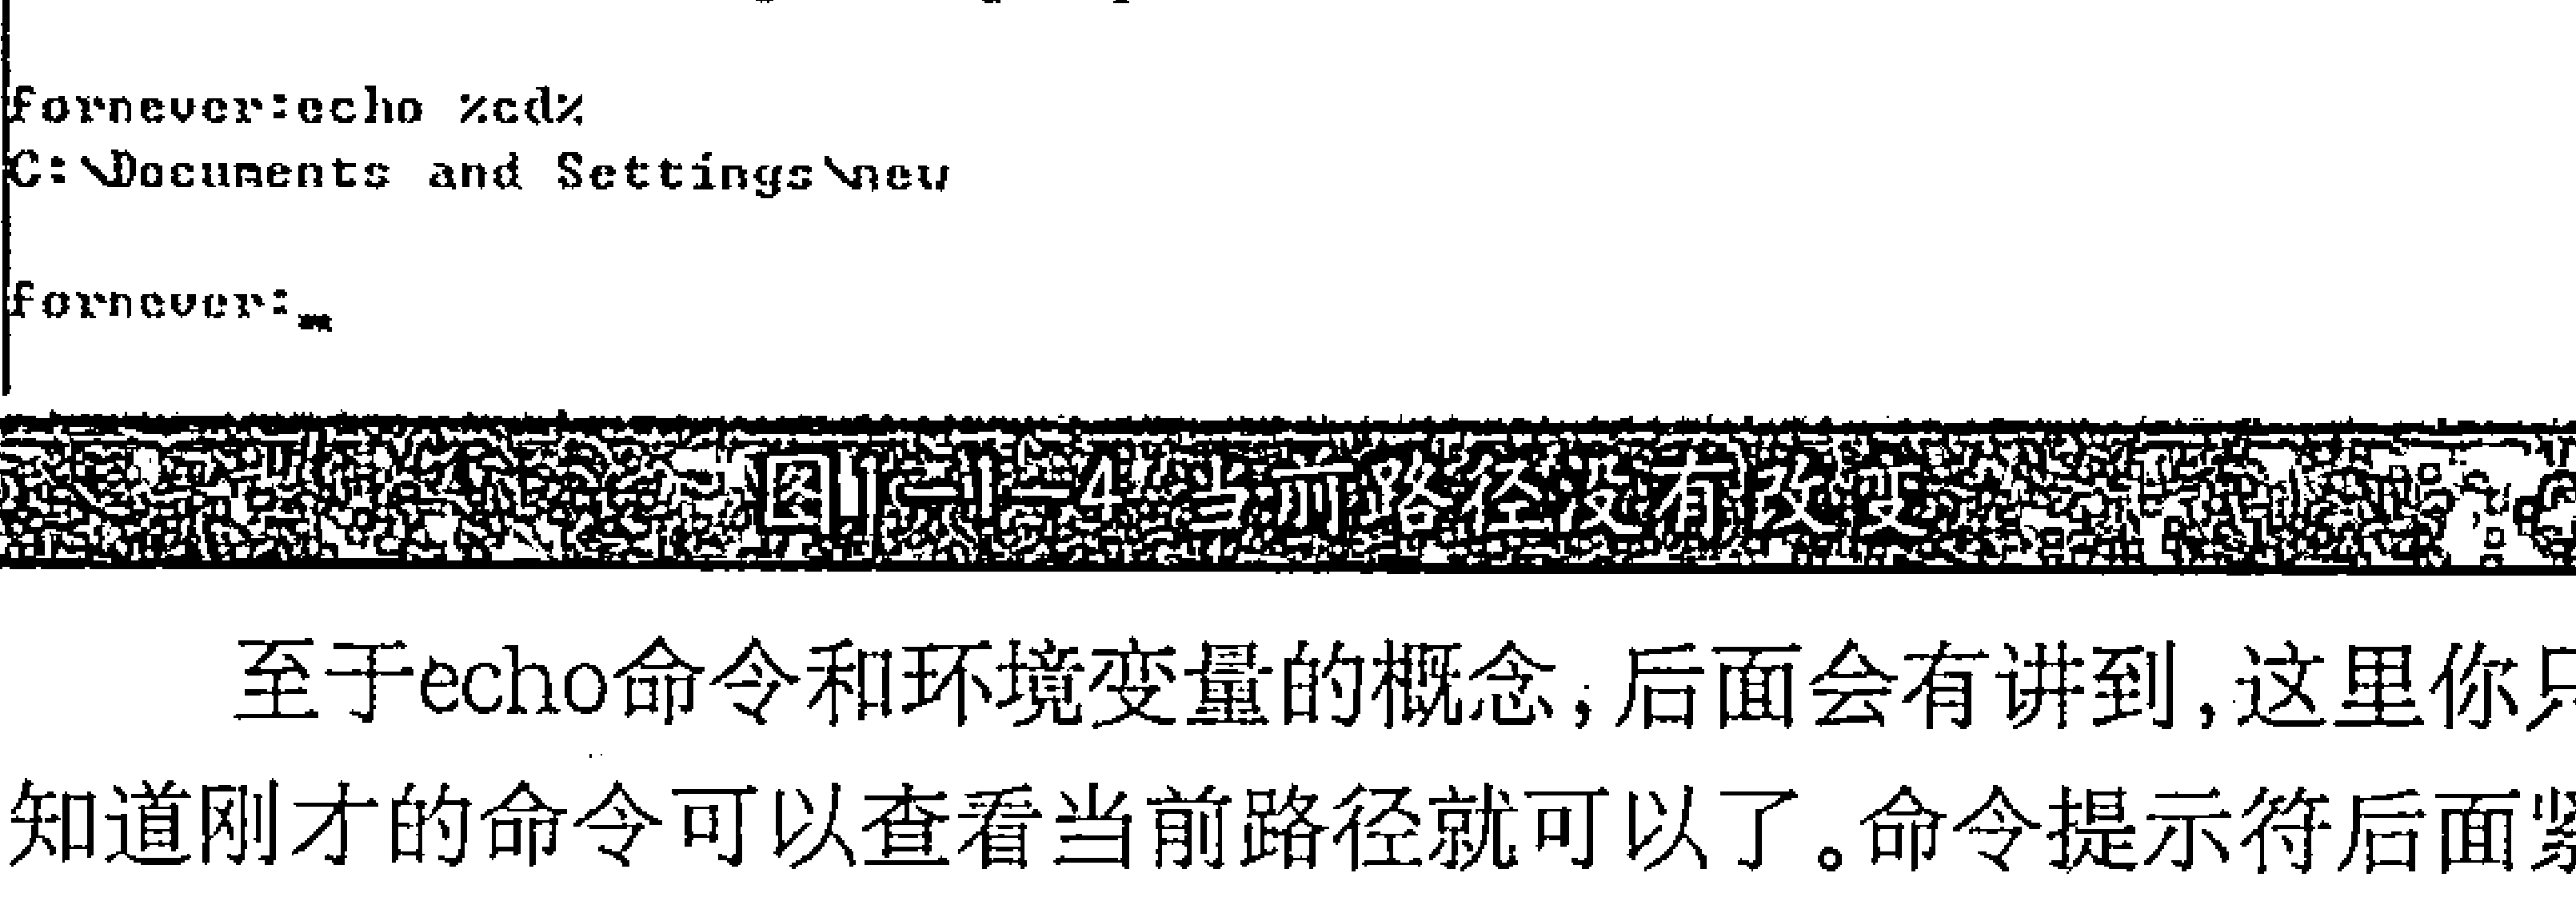 fornever:echo %cd%
C:\Documents and Settings\new
fornever:_
图1-1-4 当前路径没有改变
至于echo命令和环境变量的概念,后面会有讲到,这里你只
知道刚才的命令可以查看当前路径就可以了。命令提示符后面紧